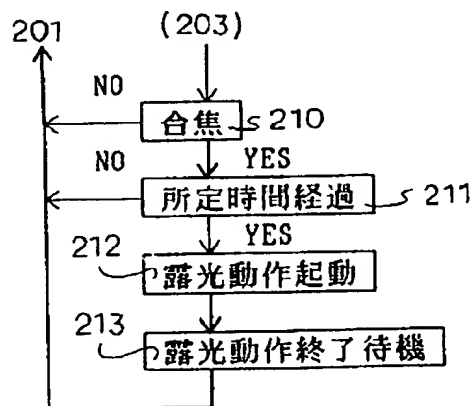 201
(203)
NO
合焦
210
YES
NO
所定時間経過
211
YES
212
露光動作起動
213
露光動作終了待機